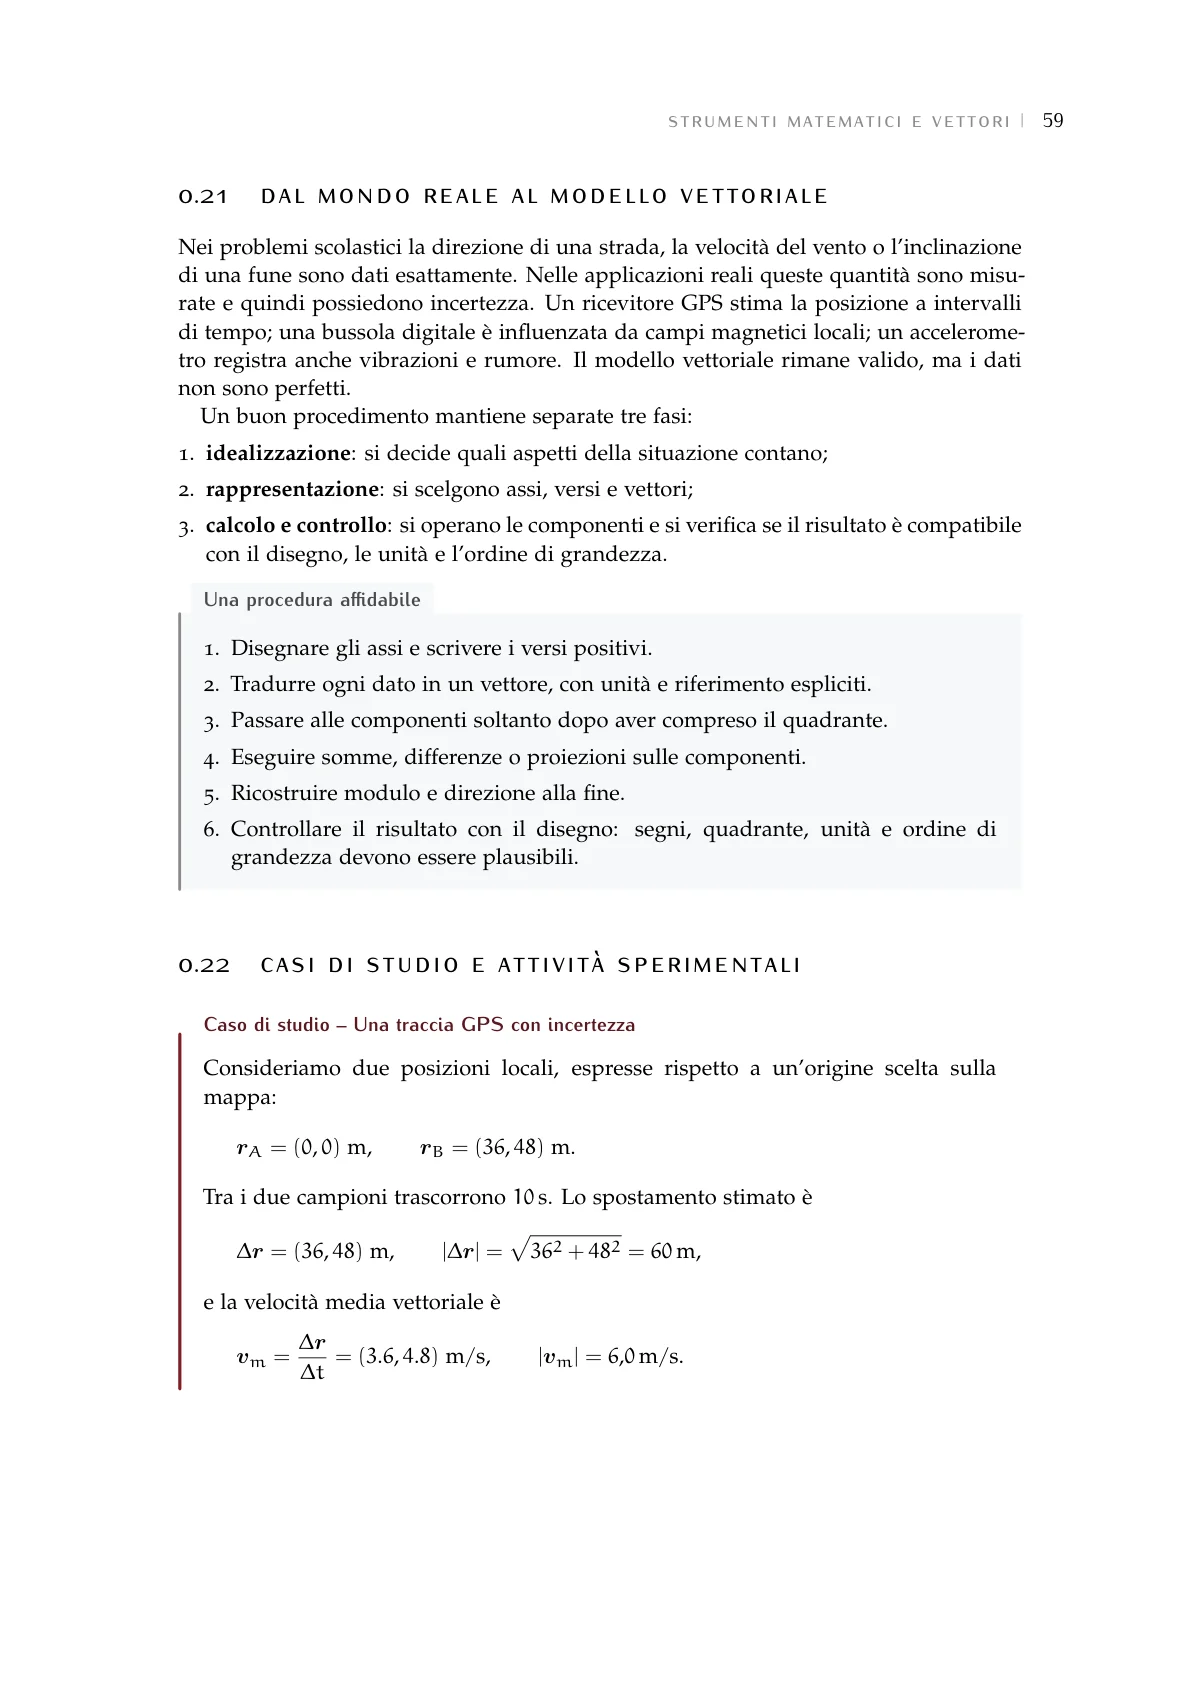 STRUMENTI MATEMATICI E VETTORI | 59
0.21 DAL MONDO REALE AL MODELLO VETTORIALE
Nei problemi scolastici la direzione di una strada, la velocità del vento o l'inclinazione
di una fune sono dati esattamente. Nelle applicazioni reali queste quantità sono misu-
rate e quindi possiedono incertezza. Un ricevitore GPS stima la posizione a intervalli
di tempo; una bussola digitale è influenzata da campi magnetici locali; un accelerome-
tro registra anche vibrazioni e rumore. Il modello vettoriale rimane valido, ma i dati
non sono perfetti.
Un buon procedimento mantiene separate tre fasi:
1. idealizzazione: si decide quali aspetti della situazione contano;
2. rappresentazione: si scelgono assi, versi e vettori;
3. calcolo e controllo: si operano le componenti e si verifica se il risultato è compatibile
con il disegno, le unità e l'ordine di grandezza.
Una procedura affidabile
1. Disegnare gli assi e scrivere i versi positivi.
2. Tradurre ogni dato in un vettore, con unità e riferimento espliciti.
3. Passare alle componenti soltanto dopo aver compreso il quadrante.
4. Eseguire somme, differenze o proiezioni sulle componenti.
5. Ricostruire modulo e direzione alla fine.
6. Controllare il risultato con il disegno: segni, quadrante, unità e ordine di
grandezza devono essere plausibili.
0.22 CASI DI STUDIO E ATTIVITÀ SPERIMENTALI
Caso di studio – Una traccia GPS con incertezza
Consideriamo due posizioni locali, espresse rispetto a un'origine scelta sulla
mappa:
r_A = (0, 0) m, r_B = (36, 48) m.
Tra i due campioni trascorrono 10 s. Lo spostamento stimato è
Δr = (36, 48) m, |Δr| = √(36² + 48²) = 60 m,
e la velocità media vettoriale è
v_m = Δr/Δt = (3.6, 4.8) m/s, |v_m| = 6,0 m/s.